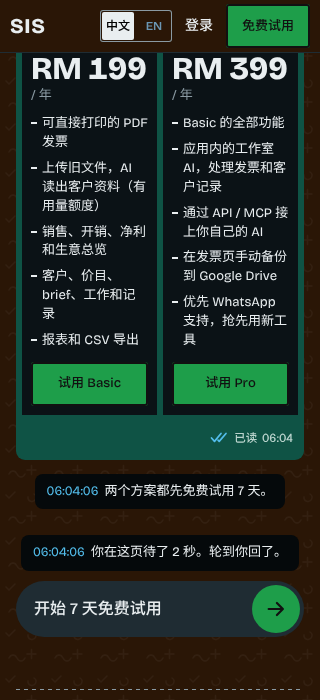 SIS
中文 EN 登录 免费试用
RM 199
/ 年
可直接打印的 PDF
发票
上传旧文件，AI
读出客户资料（有
用量额度）
销售、开销、净利
和生意总览
客户、价目、
brief、工作和记
录
报表和 CSV 导出
试用 Basic
RM 399
/ 年
Basic 的全部功能
应用内的工作室
AI，处理发票和客
户记录
通过 API / MCP 接
上你自己的 AI
在发票页手动备份
到 Google Drive
优先 WhatsApp
支持，抢先用新工
具
试用 Pro
已读 06:04
06:04:06 两个方案都先免费试用 7 天。
06:04:06 你在这页待了 2 秒。轮到你回了。
开始 7 天免费试用